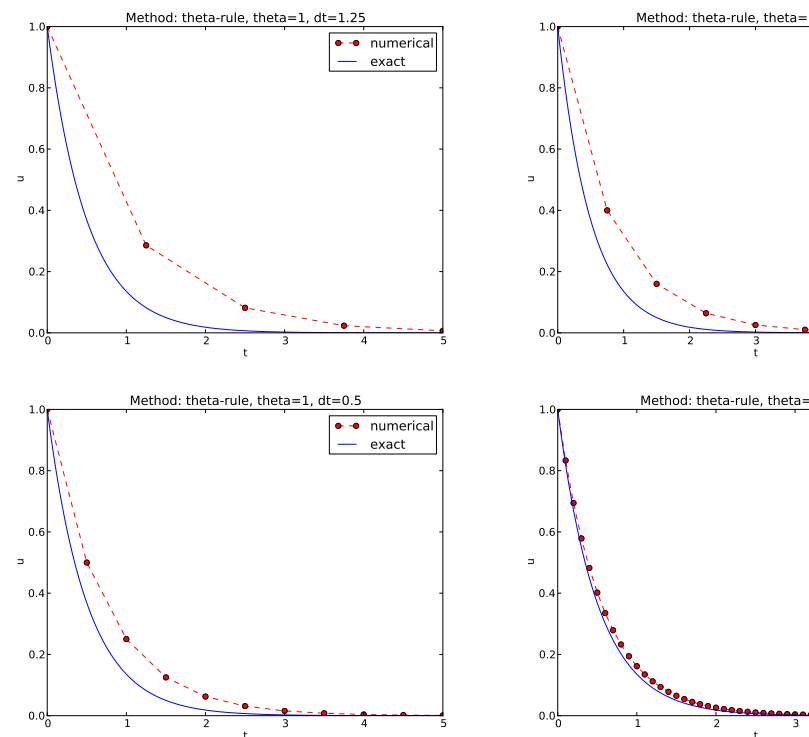 Method: theta-rule, theta=1, dt=1.25
1.0
0.8
0.6
0.4
0.2
0.0
u
0 1 2 3 4 5
t
numerical
exact
Method: theta-rule, theta=
1.0
0.8
0.6
0.4
0.2
0.0
u
0 1 2 3
t
Method: theta-rule, theta=1, dt=0.5
1.0
0.8
0.6
0.4
0.2
0.0
u
0 1 2 3 4 5
t
numerical
exact
Method: theta-rule, theta=
1.0
0.8
0.6
0.4
0.2
0.0
u
0 1 2 3
t